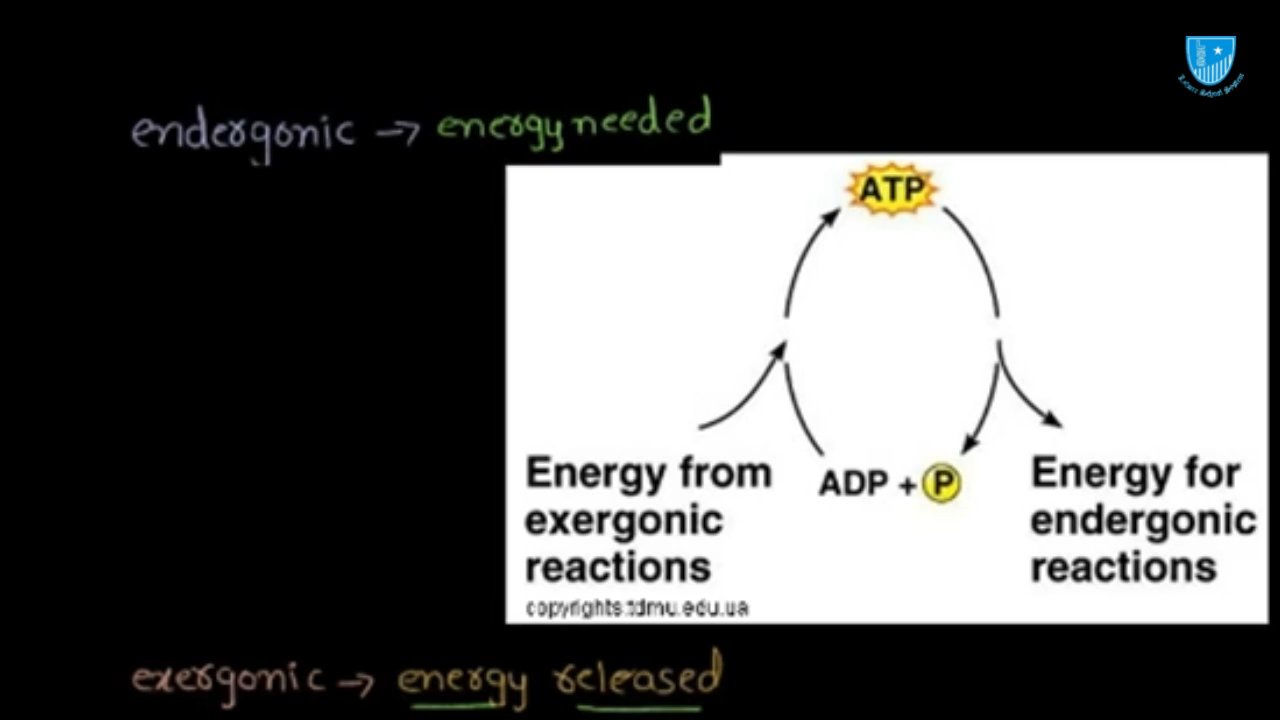 endergonic → energy needed
ATP
Energy from
exergonic
reactions
ADP + P
Energy for
endergonic
reactions
copyrights:tdmu.edu.ua
exergonic → energy released